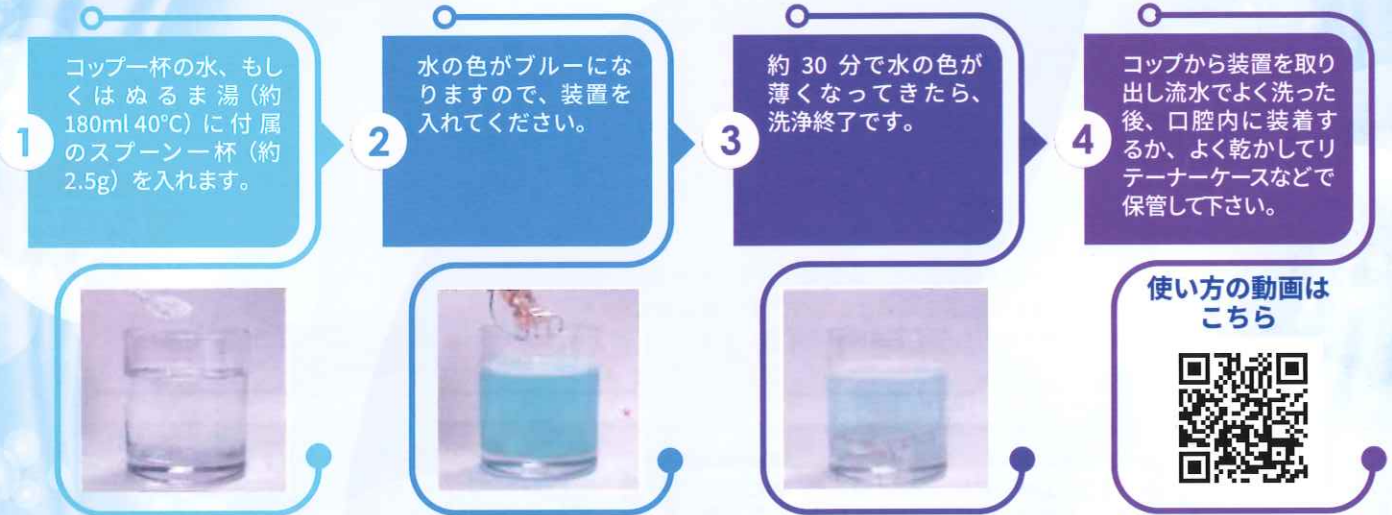 1
コップ一杯の水、もし
くはぬるま湯(約
180ml 40℃)に付属
のスプーン一杯(約
2.5g)を入れます。
2
水の色がブルーにな
りますので、装置を
入れてください。
3
約 30 分で水の色が
薄くなってきたら、
洗浄終了です。
4
コップから装置を取り
出し流水でよく洗った
後、口腔内に装着す
るか、よく乾かしてリ
テーナーケースなどで
保管して下さい。
使い方の動画は
こちら